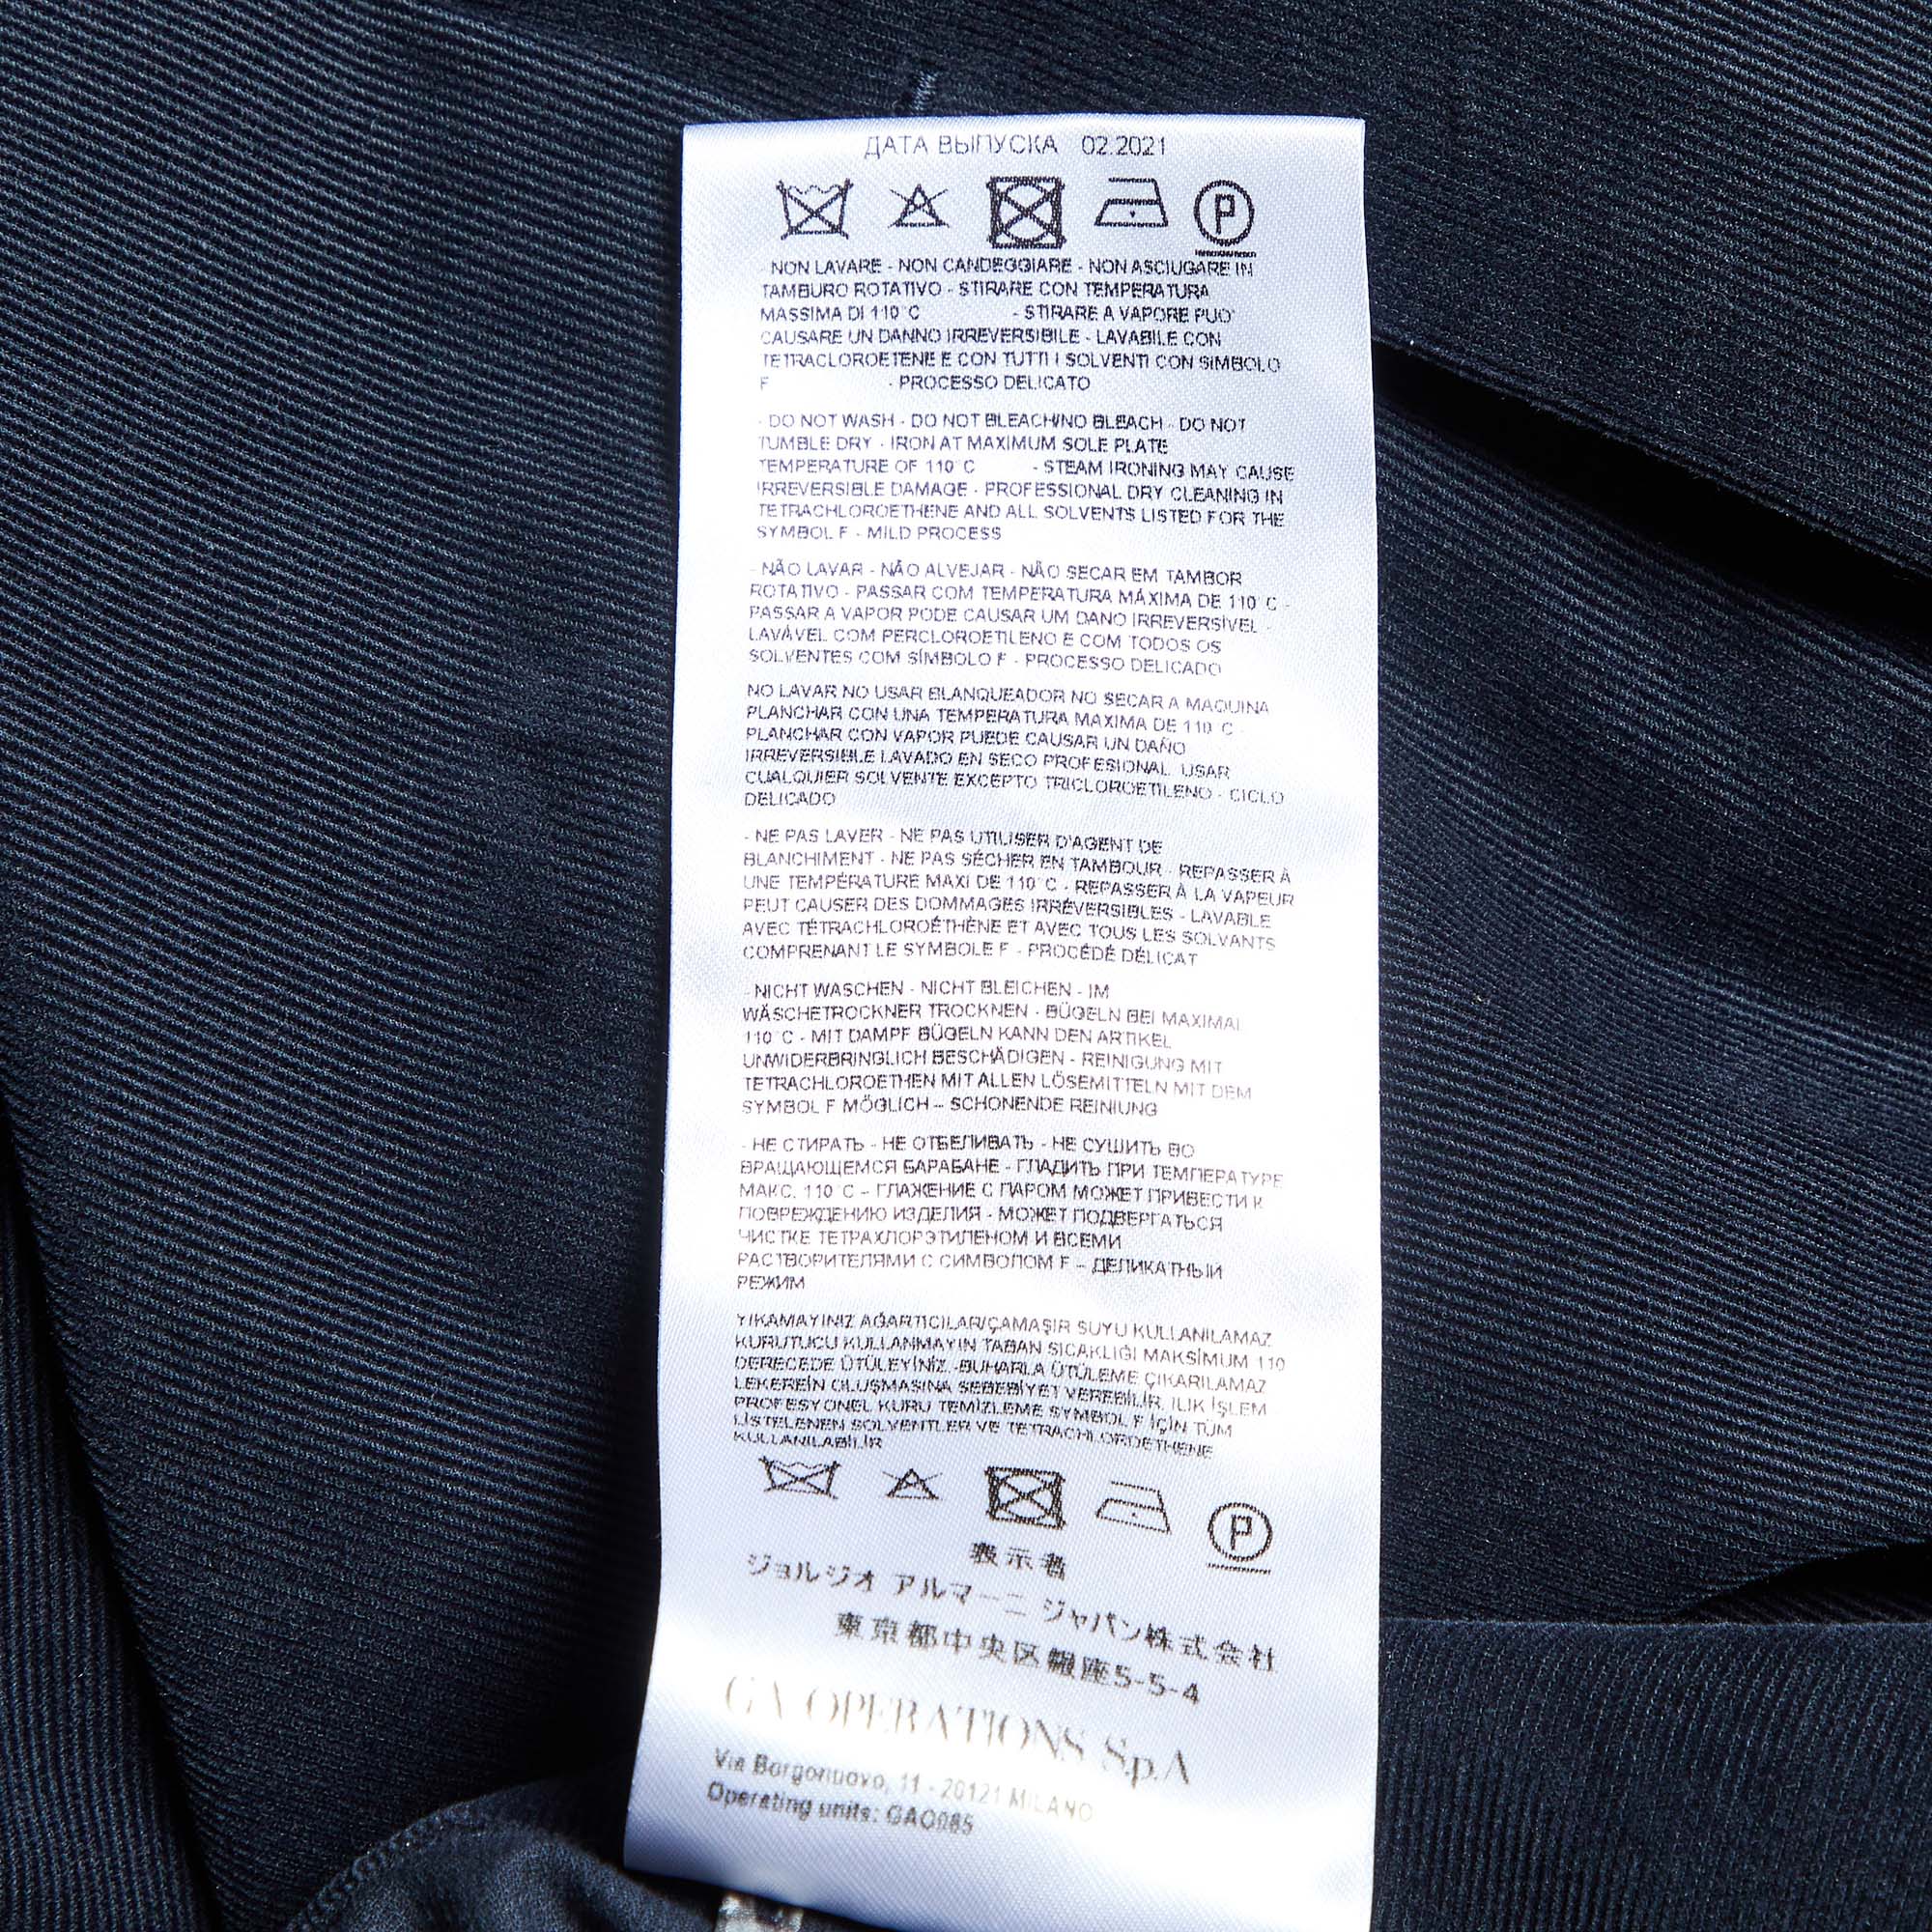 ДАТА ВЫПУСКА 02.2021
P
- NON LAVARE - NON CANDEGGIARE - NON ASCIUGARE IN
TAMBURO ROTATIVO - STIRARE CON TEMPERATURA
MASSIMA DI 110°C - STIRARE A VAPORE PUO'
CAUSARE UN DANNO IRREVERSIBILE - LAVABILE CON
TETRACLOROETENE E CON TUTTI I SOLVENTI CON SIMBOLO
F - PROCESSO DELICATO
- DO NOT WASH - DO NOT BLEACH/NO BLEACH - DO NOT
TUMBLE DRY - IRON AT MAXIMUM SOLE PLATE
TEMPERATURE OF 110°C - STEAM IRONING MAY CAUSE
IRREVERSIBLE DAMAGE - PROFESSIONAL DRY CLEANING IN
TETRACHLOROETHENE AND ALL SOLVENTS LISTED FOR THE
SYMBOL F - MILD PROCESS
- NÃO LAVAR - NÃO ALVEJAR - NÃO SECAR EM TAMBOR
ROTATIVO - PASSAR COM TEMPERATURA MÁXIMA DE 110°C -
PASSAR A VAPOR PODE CAUSAR UM DANO IRREVERSÍVEL -
LAVÁVEL COM PERCLOROETILENO E COM TODOS OS
SOLVENTES COM SÍMBOLO F - PROCESSO DELICADO
NO LAVAR NO USAR BLANQUEADOR NO SECAR A MAQUINA
PLANCHAR CON UNA TEMPERATURA MAXIMA DE 110°C
PLANCHAR CON VAPOR PUEDE CAUSAR UN DAÑO
IRREVERSIBLE LAVADO EN SECO PROFESIONAL. USAR
CUALQUIER SOLVENTE EXCEPTO TRICLOROETILENO - CICLO
DELICADO
- NE PAS LAVER - NE PAS UTILISER D'AGENT DE
BLANCHIMENT - NE PAS SÉCHER EN TAMBOUR - REPASSER À
UNE TEMPÉRATURE MAXI DE 110°C - REPASSER À LA VAPEUR
PEUT CAUSER DES DOMMAGES IRRÉVERSIBLES - LAVABLE
AVEC TÉTRACHLOROÉTHÈNE ET AVEC TOUS LES SOLVANTS
COMPRENANT LE SYMBOLE F - PROCÉDÉ DÉLICAT
- NICHT WASCHEN - NICHT BLEICHEN - IM
WÄSCHETROCKNER TROCKNEN - BÜGELN BEI MAXIMAL
110°C - MIT DAMPF BÜGELN KANN DEN ARTIKEL
UNWIDERBRINGLICH BESCHÄDIGEN - REINIGUNG MIT
TETRACHLOROETHEN MIT ALLEN LÖSEMITTELN MIT DEM
SYMBOL F MÖGLICH – SCHONENDE REINIUNG
- НЕ СТИРАТЬ - НЕ ОТБЕЛИВАТЬ - НЕ СУШИТЬ ВО
ВРАЩАЮЩЕМСЯ БАРАБАНЕ - ГЛАДИТЬ ПРИ ТЕМПЕРАТУРЕ
МАКС. 110°С – ГЛАЖЕНИЕ С ПАРОМ МОЖЕТ ПРИВЕСТИ К
ПОВРЕЖДЕНИЮ ИЗДЕЛИЯ - МОЖЕТ ПОДВЕРГАТЬСЯ
ЧИСТКЕ ТЕТРАХЛОРЭТИЛЕНОМ И ВСЕМИ
РАСТВОРИТЕЛЯМИ С СИМВОЛОМ F – ДЕЛИКАТНЫЙ
РЕЖИМ
YIKAMAYINIZ AĞARTICILAR/ÇAMAŞIR SUYU KULLANILAMAZ
KURUTUCU KULLANMAYIN TABAN SICAKLIĞI MAKSİMUM 110
DERECEDE ÜTÜLEYİNİZ -BUHARLA ÜTÜLEME ÇIKARILAMAZ
LEKEREİN OLUŞMASINA SEBEBİYET VEREBİLİR. ILIK İŞLEM
PROFESYONEL KURU TEMİZLEME SYMBOL F İÇİN TÜM
LİSTELENEN SOLVENTLER VE TETRACHLOROETHENE
KULLANILABİLİR
P
表示者
ジョルジオ アルマーニ ジャパン株式会社
東京都中央区銀座5-5-4
GA OPERATIONS S.p.A
Via Borgonuovo, 11 - 20121 MILANO
Operating units: GAO085